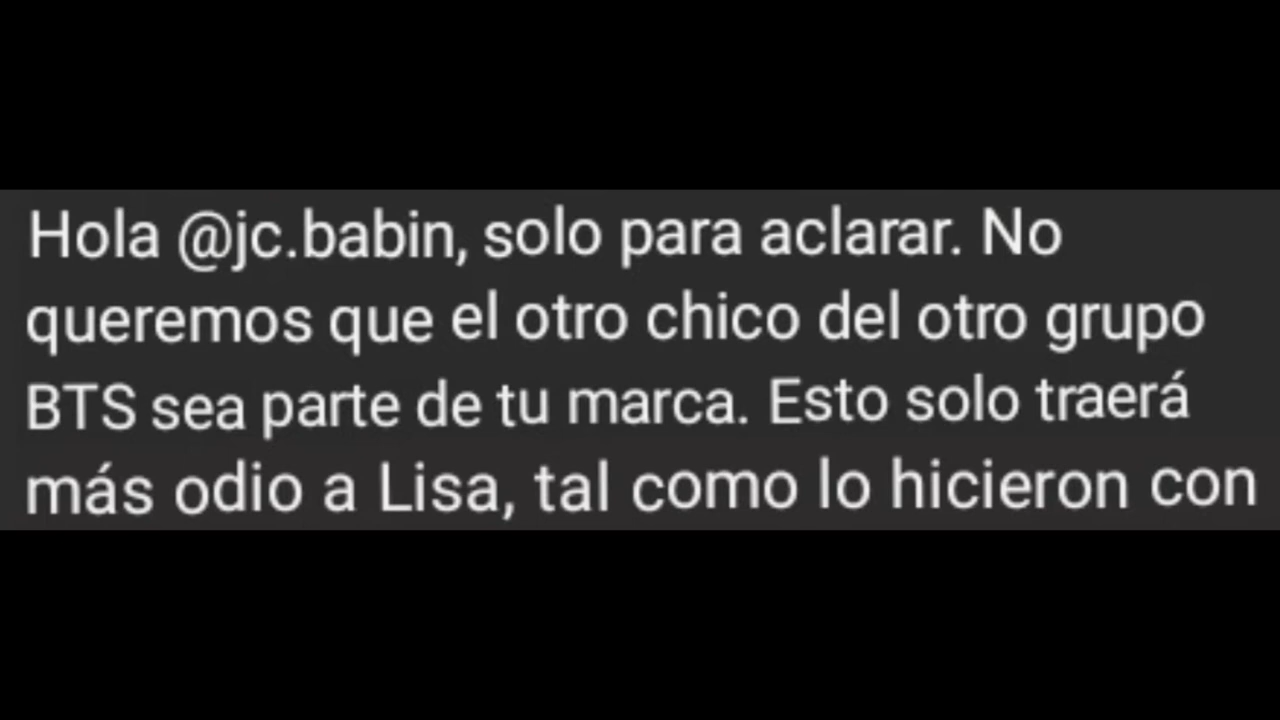 Hola @jc.babin, solo para aclarar. No
queremos que el otro chico del otro grupo
BTS sea parte de tu marca. Esto solo traerá
más odio a Lisa, tal como lo hicieron con